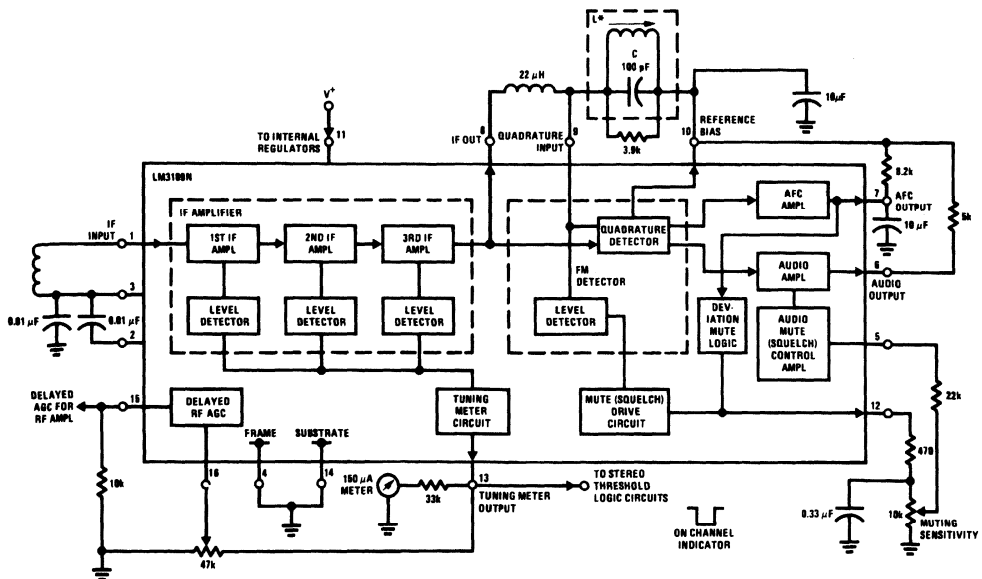 L*
C
100 pF
22 μH
3.9k
10μF
V+
TO INTERNAL
REGULATORS
11
8
IF OUT
QUADRATURE
INPUT
9
10
REFERENCE
BIAS
LM3189N
8.2k
7
AFC
OUTPUT
10 μF
5k
6
AUDIO
OUTPUT
IF
INPUT
1
3
2
0.01 μF
0.01 μF
IF AMPLIFIER
1ST IF
AMPL
2ND IF
AMPL
3RD IF
AMPL
LEVEL
DETECTOR
LEVEL
DETECTOR
LEVEL
DETECTOR
QUADRATURE
DETECTOR
FM
DETECTOR
LEVEL
DETECTOR
AFC
AMPL
AUDIO
AMPL
DEV-
IATION
MUTE
LOGIC
AUDIO
MUTE
(SQUELCH)
CONTROL
AMPL
5
22k
DELAYED
AGC FOR
RF AMPL
15
DELAYED
RF AGC
TUNING
METER
CIRCUIT
MUTE (SQUELCH)
DRIVE
CIRCUIT
12
470
FRAME
SUBSTRATE
16
4
14
10k
150 μA
METER
33k
13
TUNING METER
OUTPUT
TO STEREO
THRESHOLD
LOGIC CIRCUITS
47k
ON CHANNEL
INDICATOR
0.33 μF
10k
MUTING
SENSITIVITY